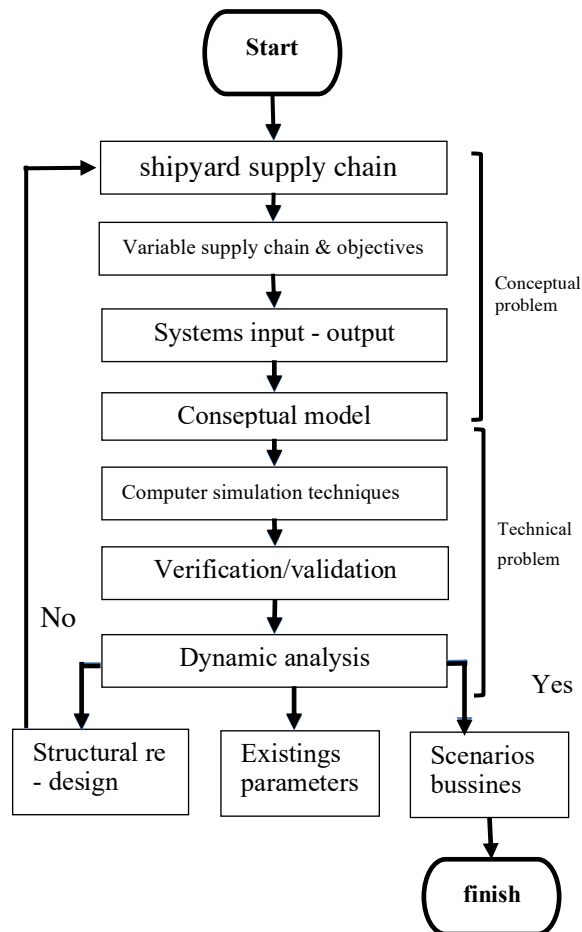 Start
shipyard supply chain
Variable supply chain & objectives
Systems input - output
Conceptual
problem
Conseptual model
Computer simulation techniques
Technical
problem
Verification/validation
No
Dynamic analysis
Yes
Structural re
- design
Existings
parameters
Scenarios
bussines
finish